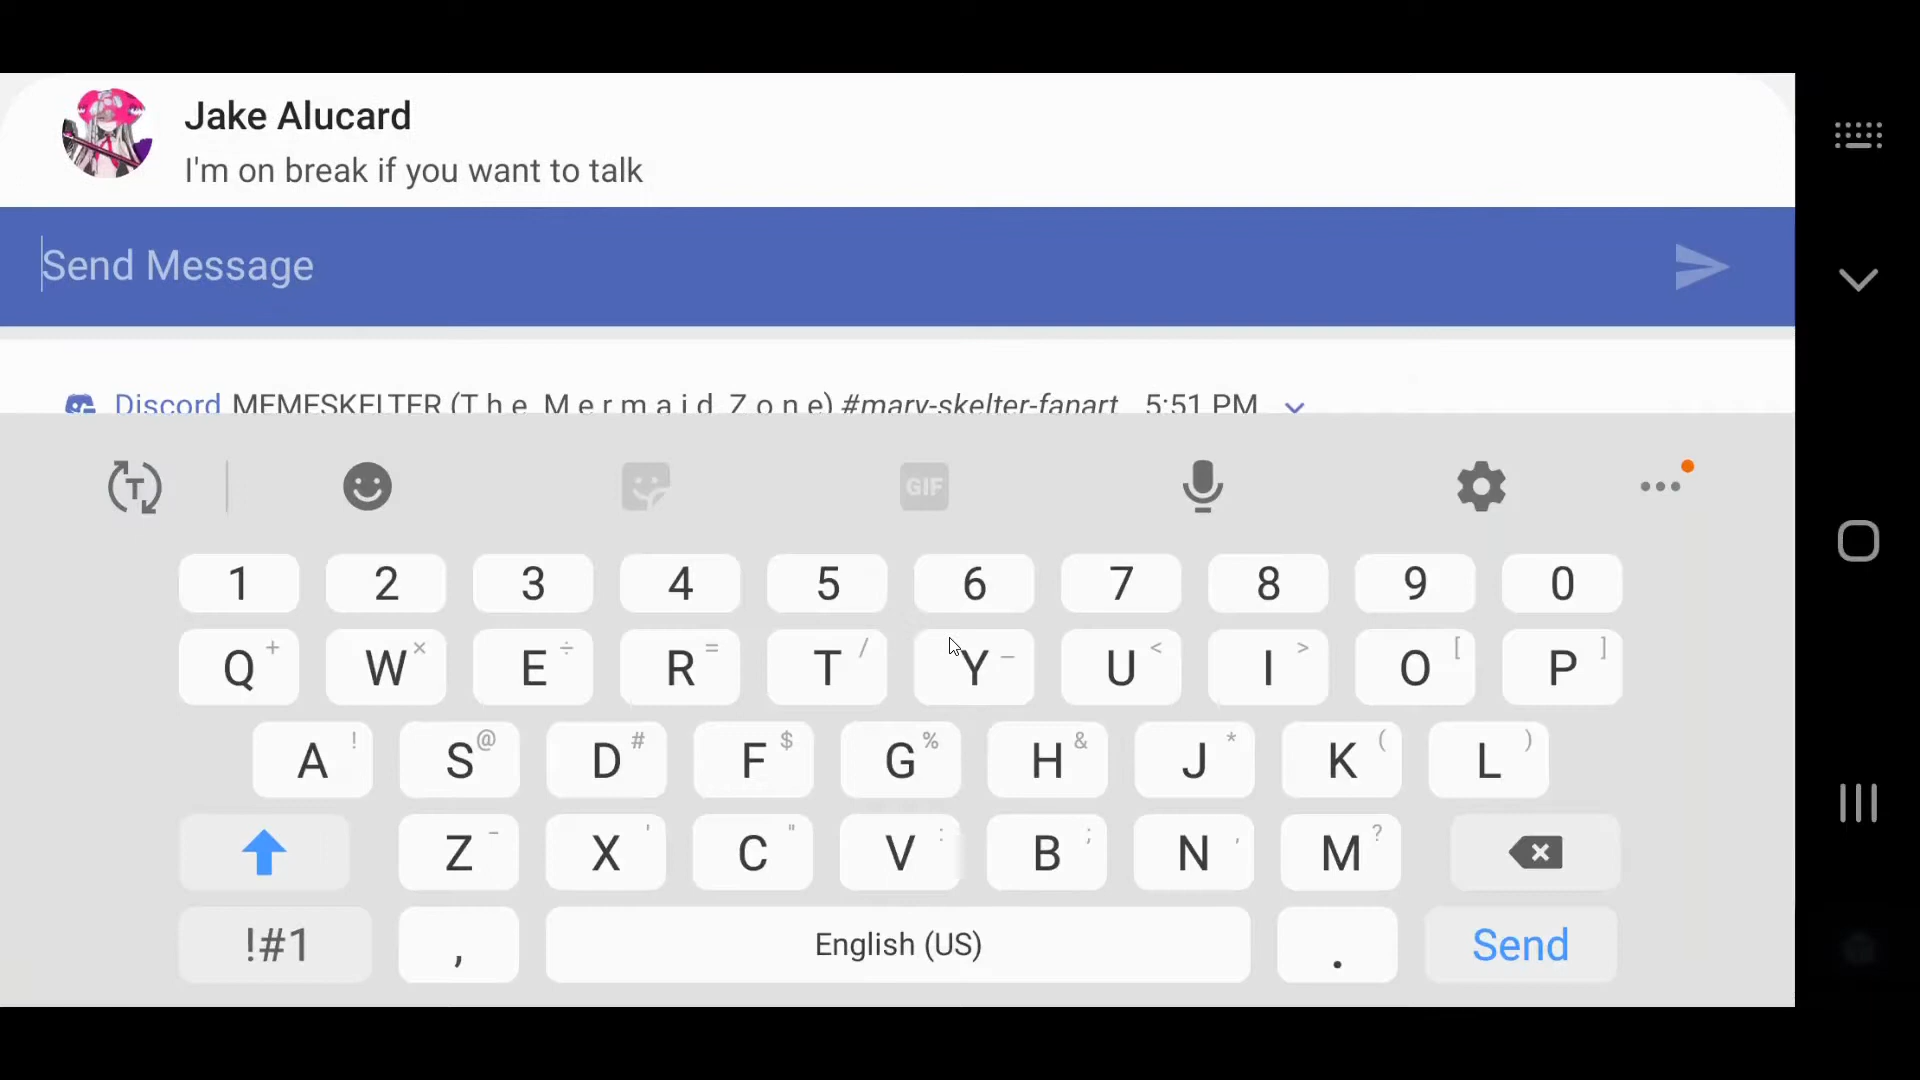 Jake Alucard
I'm on break if you want to talk
Send Message
Discord MEMESKELTER (T h e  M e r m a i d  Z o n e) #mary-skelter-fanart 5:51 PM
T GIF
1 2 3 4 5 6 7 8 9 0
Q + W × E ÷ R = T / Y _ U < I > O [ P ]
A ! S @ D # F $ G % H & J * K ( L )
Z - X ' C " V : B ; N , M ?
!#1 , English (US) . Send